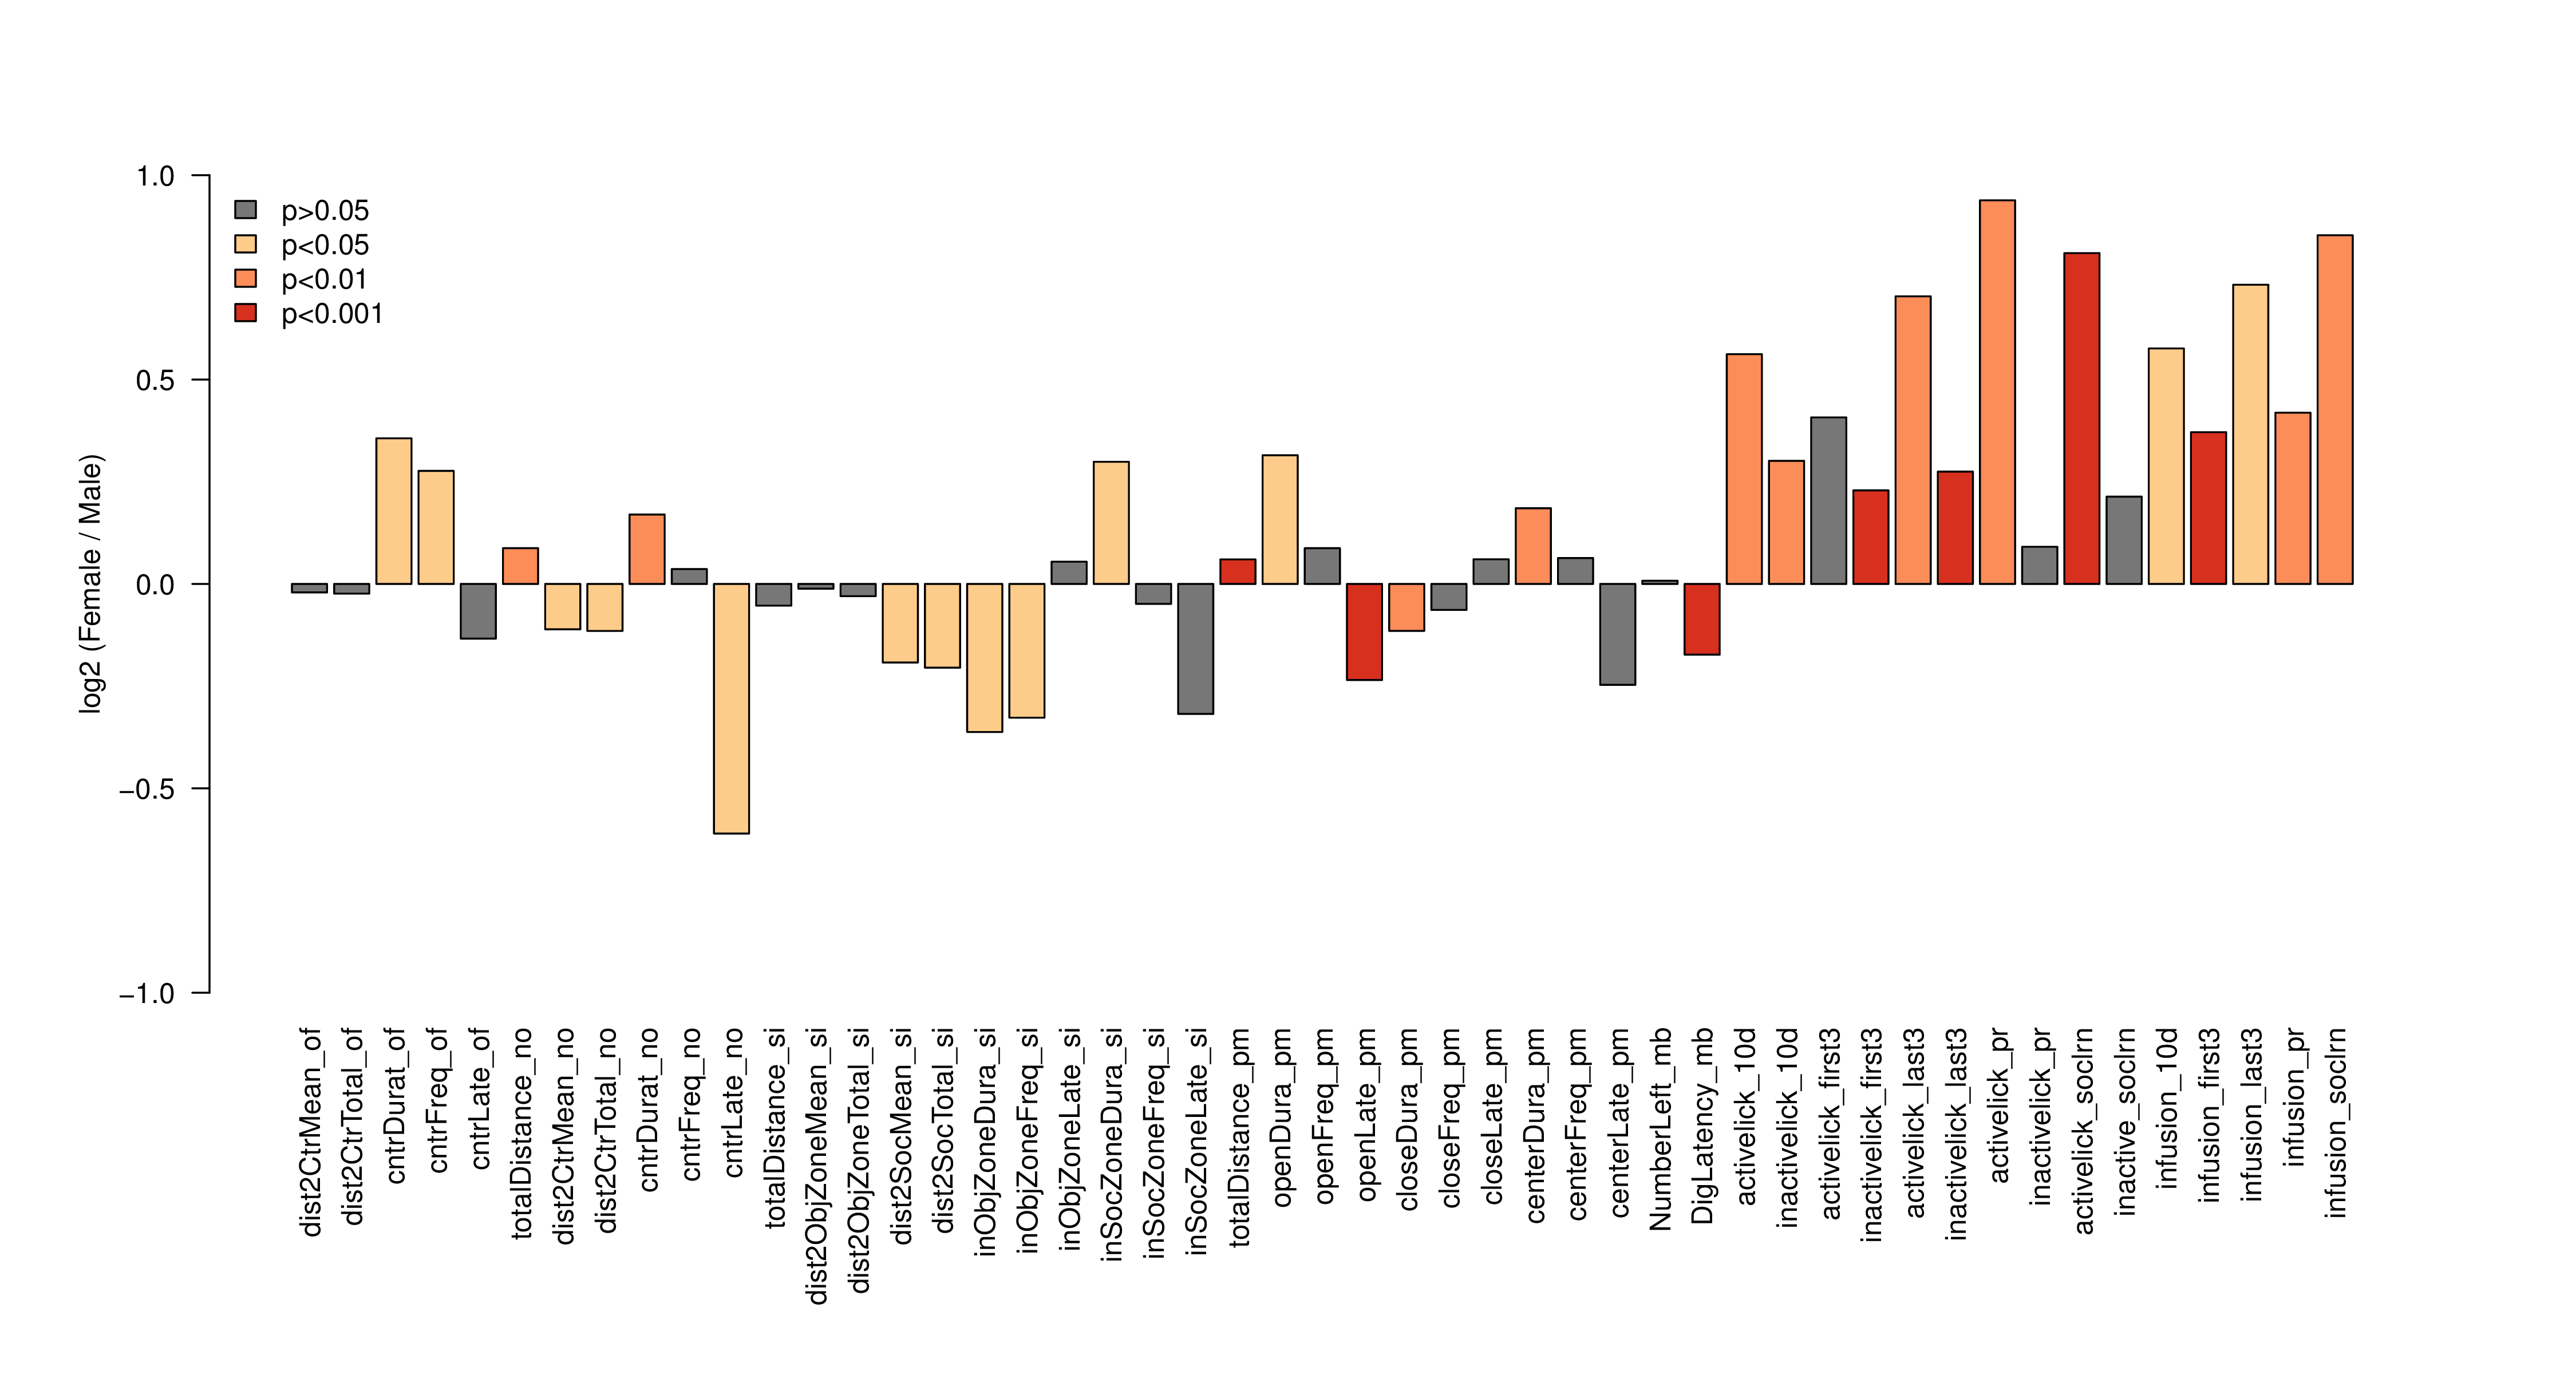 1.0
0.5
0.0
−0.5
−1.0
log2 (Female / Male)
p>0.05
p<0.05
p<0.01
p<0.001
dist2CtrMean_of
dist2CtrTotal_of
cntrDurat_of
cntrFreq_of
cntrLate_of
totalDistance_no
dist2CtrMean_no
dist2CtrTotal_no
cntrDurat_no
cntrFreq_no
cntrLate_no
totalDistance_si
dist2ObjZoneMean_si
dist2ObjZoneTotal_si
dist2SocMean_si
dist2SocTotal_si
inObjZoneDura_si
inObjZoneFreq_si
inObjZoneLate_si
inSocZoneDura_si
inSocZoneFreq_si
inSocZoneLate_si
totalDistance_pm
openDura_pm
openFreq_pm
openLate_pm
closeDura_pm
closeFreq_pm
closeLate_pm
centerDura_pm
centerFreq_pm
centerLate_pm
NumberLeft_mb
DigLatency_mb
activelick_10d
inactivelick_10d
activelick_first3
inactivelick_first3
activelick_last3
inactivelick_last3
activelick_pr
inactivelick_pr
activelick_soclrn
inactive_soclrn
infusion_10d
infusion_first3
infusion_last3
infusion_pr
infusion_soclrn